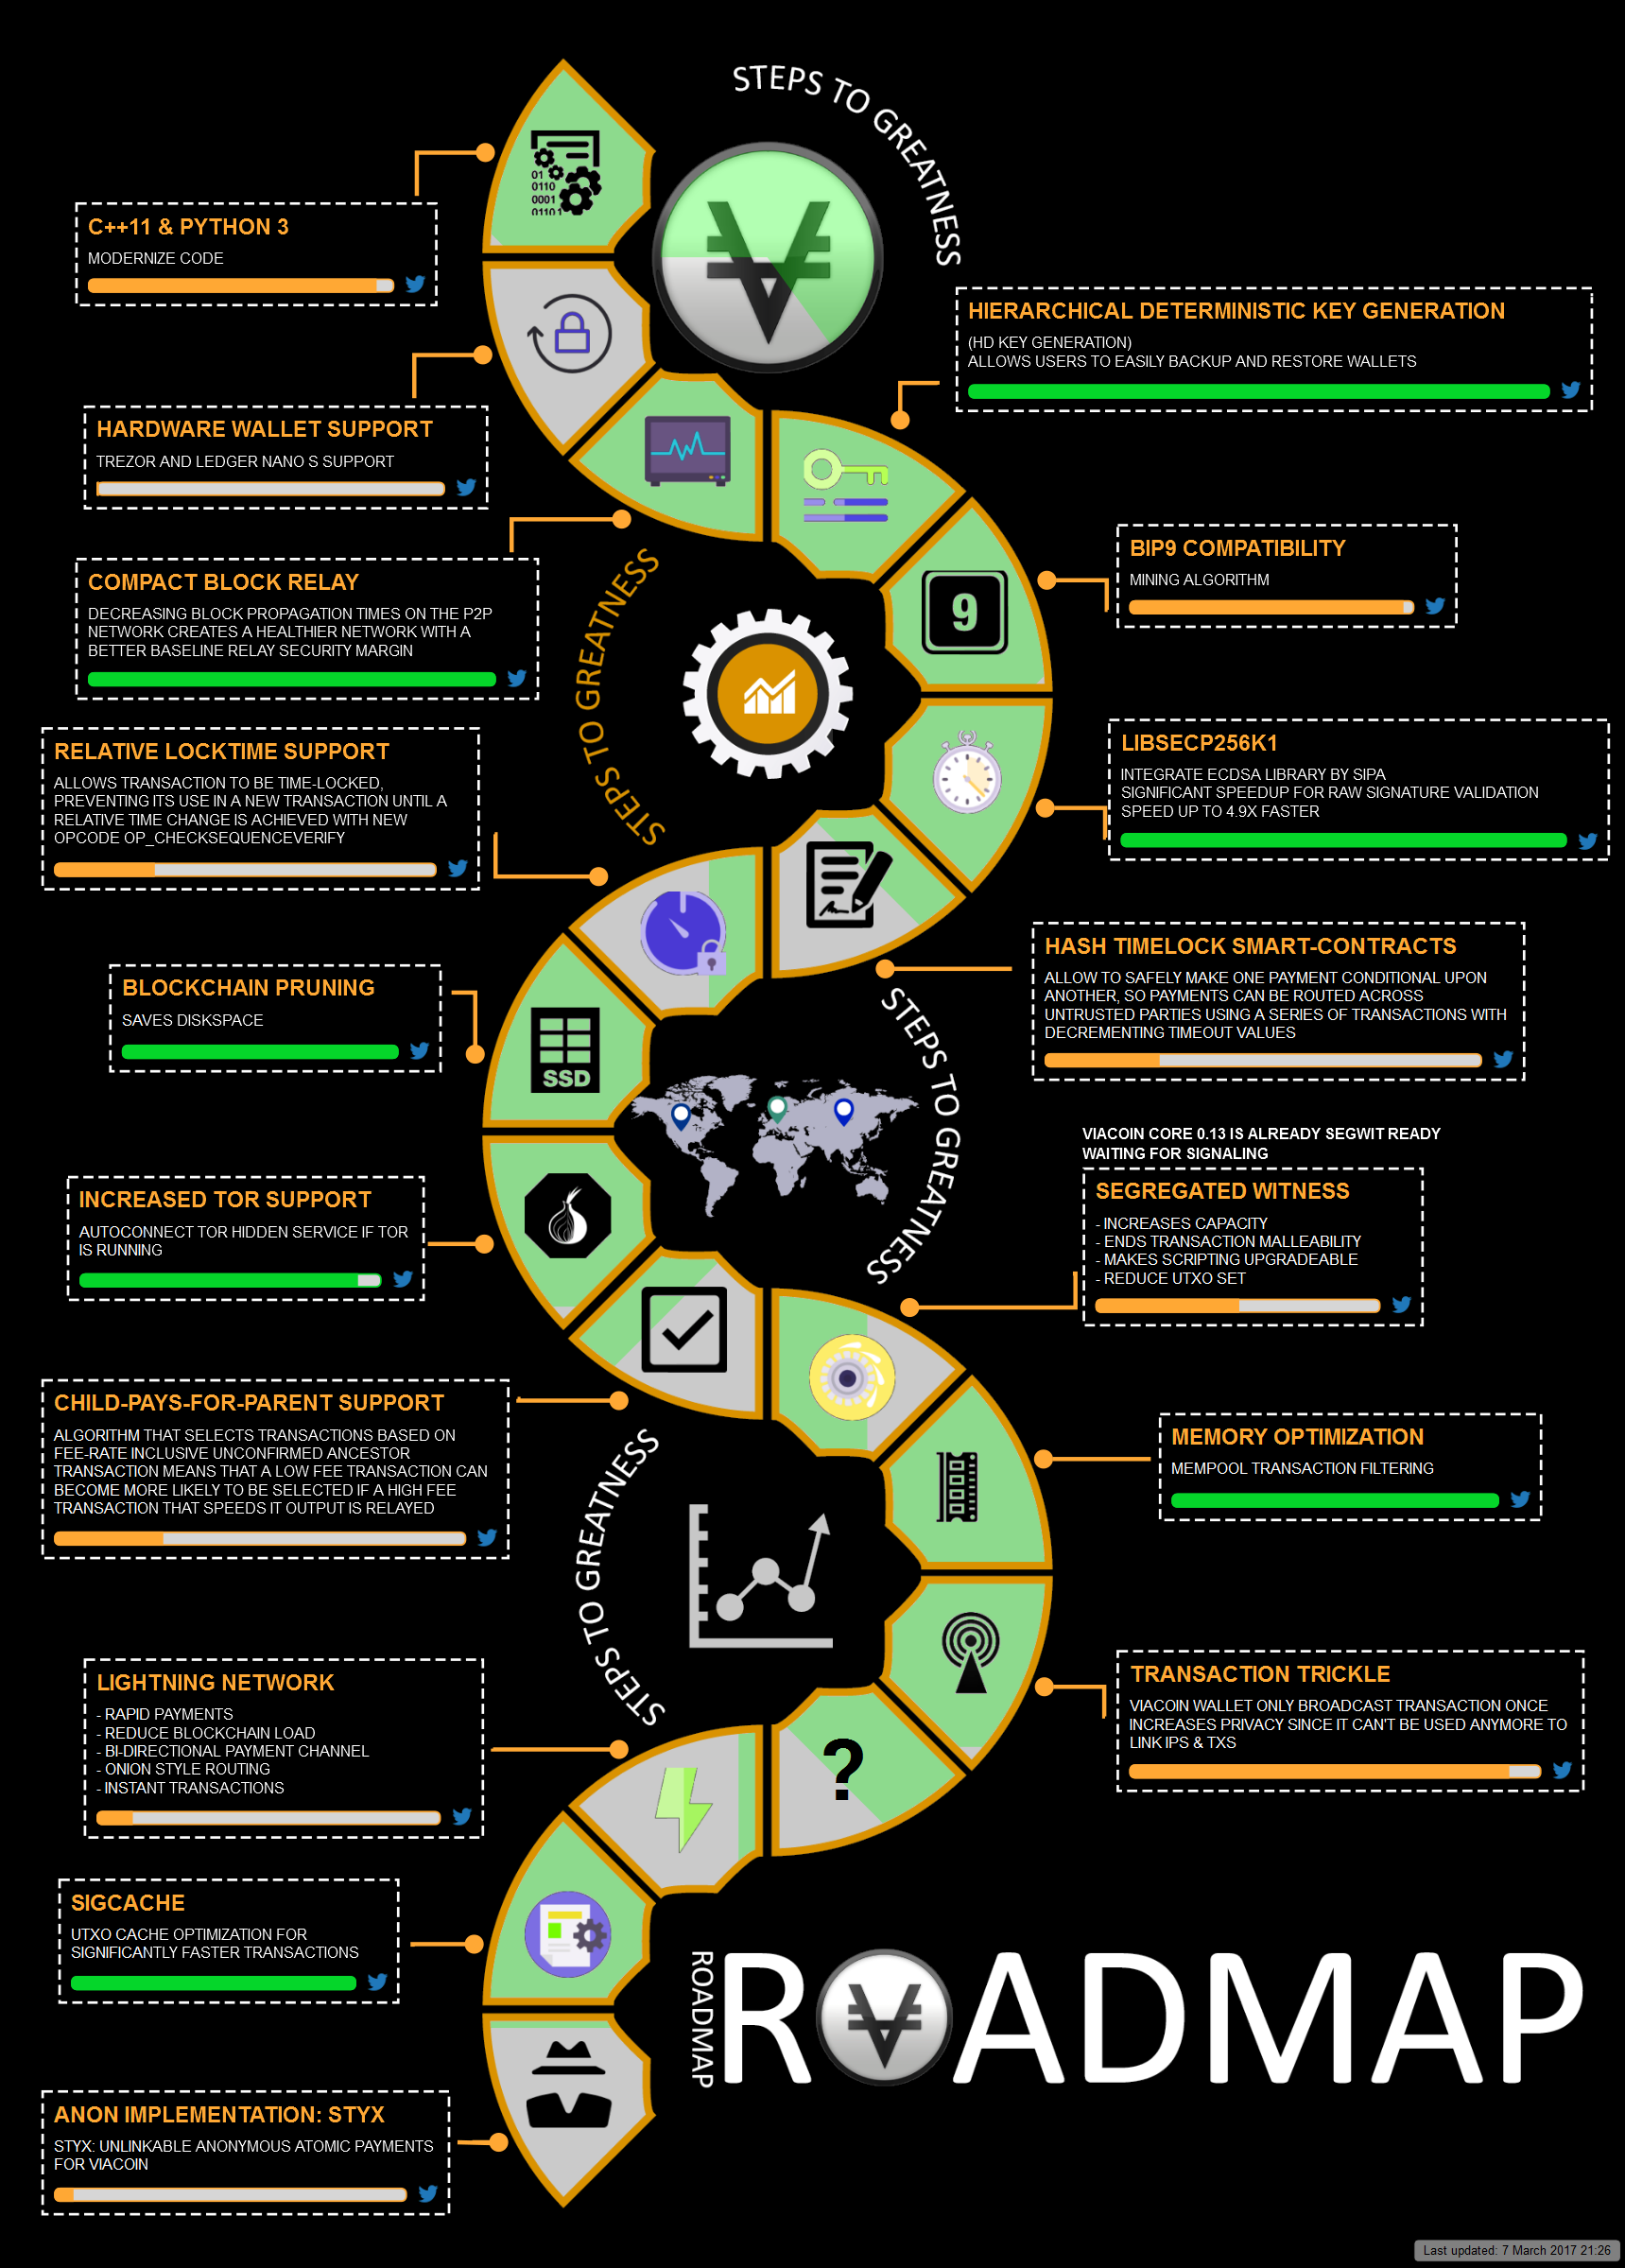 STEPS TO GREATNESS
01
0110
0001
01101
C++11 & PYTHON 3
MODERNIZE CODE
HIERARCHICAL DETERMINISTIC KEY GENERATION
(HD KEY GENERATION)
ALLOWS USERS TO EASILY BACKUP AND RESTORE WALLETS
HARDWARE WALLET SUPPORT
TREZOR AND LEDGER NANO S SUPPORT
BIP9 COMPATIBILITY
MINING ALGORITHM
9
COMPACT BLOCK RELAY
DECREASING BLOCK PROPAGATION TIMES ON THE P2P
NETWORK CREATES A HEALTHIER NETWORK WITH A
BETTER BASELINE RELAY SECURITY MARGIN
STEPS TO GREATNESS
LIBSECP256K1
INTEGRATE ECDSA LIBRARY BY SIPA
SIGNIFICANT SPEEDUP FOR RAW SIGNATURE VALIDATION
SPEED UP TO 4.9X FASTER
RELATIVE LOCKTIME SUPPORT
ALLOWS TRANSACTION TO BE TIME-LOCKED,
PREVENTING ITS USE IN A NEW TRANSACTION UNTIL A
RELATIVE TIME CHANGE IS ACHIEVED WITH NEW
OPCODE OP_CHECKSEQUENCEVERIFY
HASH TIMELOCK SMART-CONTRACTS
ALLOW TO SAFELY MAKE ONE PAYMENT CONDITIONAL UPON
ANOTHER, SO PAYMENTS CAN BE ROUTED ACROSS
UNTRUSTED PARTIES USING A SERIES OF TRANSACTIONS WITH
DECREMENTING TIMEOUT VALUES
BLOCKCHAIN PRUNING
SAVES DISKSPACE
SSD
STEPS TO GREATNESS
VIACOIN CORE 0.13 IS ALREADY SEGWIT READY
WAITING FOR SIGNALING
SEGREGATED WITNESS
- INCREASES CAPACITY
- ENDS TRANSACTION MALLEABILITY
- MAKES SCRIPTING UPGRADEABLE
- REDUCE UTXO SET
INCREASED TOR SUPPORT
AUTOCONNECT TOR HIDDEN SERVICE IF TOR
IS RUNNING
CHILD-PAYS-FOR-PARENT SUPPORT
ALGORITHM THAT SELECTS TRANSACTIONS BASED ON
FEE-RATE INCLUSIVE UNCONFIRMED ANCESTOR
TRANSACTION MEANS THAT A LOW FEE TRANSACTION CAN
BECOME MORE LIKELY TO BE SELECTED IF A HIGH FEE
TRANSACTION THAT SPEEDS IT OUTPUT IS RELAYED
MEMORY OPTIMIZATION
MEMPOOL TRANSACTION FILTERING
STEPS TO GREATNESS
TRANSACTION TRICKLE
VIACOIN WALLET ONLY BROADCAST TRANSACTION ONCE
INCREASES PRIVACY SINCE IT CAN'T BE USED ANYMORE TO
LINK IPS & TXS
LIGHTNING NETWORK
- RAPID PAYMENTS
- REDUCE BLOCKCHAIN LOAD
- BI-DIRECTIONAL PAYMENT CHANNEL
- ONION STYLE ROUTING
- INSTANT TRANSACTIONS
?
SIGCACHE
UTXO CACHE OPTIMIZATION FOR
SIGNIFICANTLY FASTER TRANSACTIONS
ROADMAP
ROADMAP
ANON IMPLEMENTATION: STYX
STYX: UNLINKABLE ANONYMOUS ATOMIC PAYMENTS
FOR VIACOIN
Last updated: 7 March 2017 21:26